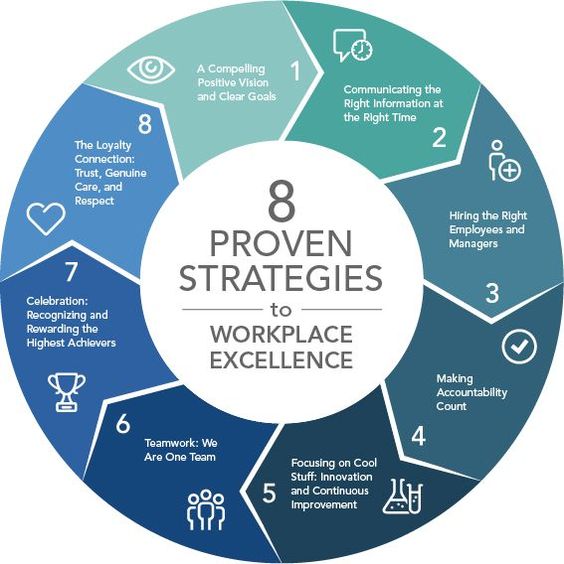 8
PROVEN
STRATEGIES
to
WORKPLACE
EXCELLENCE
1
A Compelling
Positive Vision
and Clear Goals
2
Communicating the
Right Information at
the Right Time
3
Hiring the Right
Employees and
Managers
4
Making
Accountability
Count
5
Focusing on Cool
Stuff: Innovation
and Continuous
Improvement
6
Teamwork: We
Are One Team
7
Celebration:
Recognizing and
Rewarding the
Highest Achievers
8
The Loyalty
Connection:
Trust, Genuine
Care, and
Respect